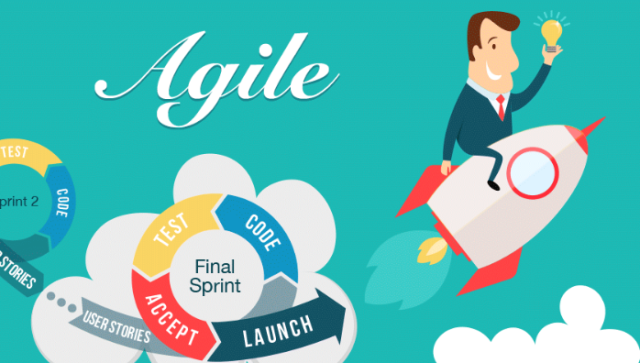 Agile
TEST
CODE
print 2
STORIES
TEST
CODE
Final
Sprint
ACCEPT
USER STORIES
LAUNCH